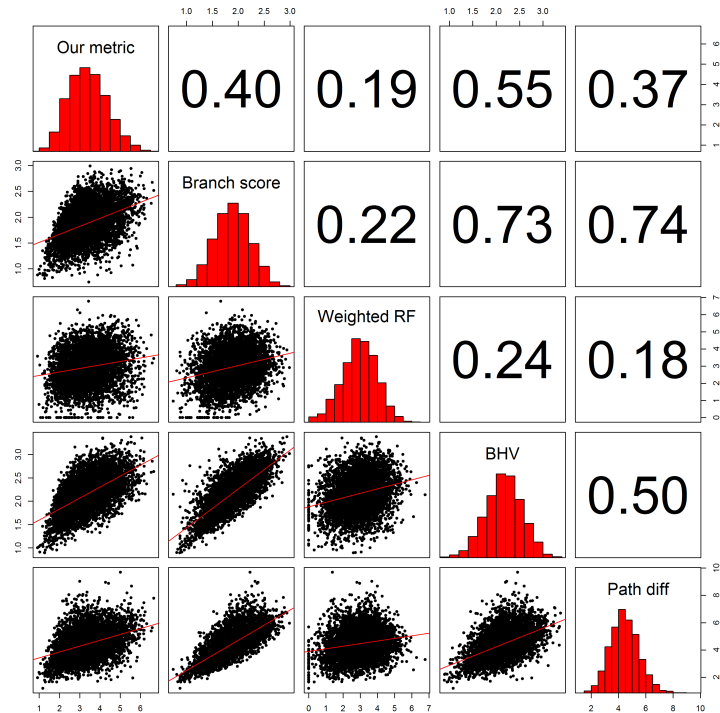 1.0 1.5 2.0 2.5 3.0 1.0 1.5 2.0 2.5 3.0
Our metric 0.40 0.19 0.55 0.37
1 2 3 4 5 6
Branch score 0.22 0.73 0.74
1.0 1.5 2.0 2.5 3.0
Weighted RF 0.24 0.18
0 1 2 3 4 5 6 7
BHV 0.50
1.0 1.5 2.0 2.5 3.0
Path diff
2 4 6 8 10
1 2 3 4 5 6 0 1 2 3 4 5 6 7 2 4 6 8 10